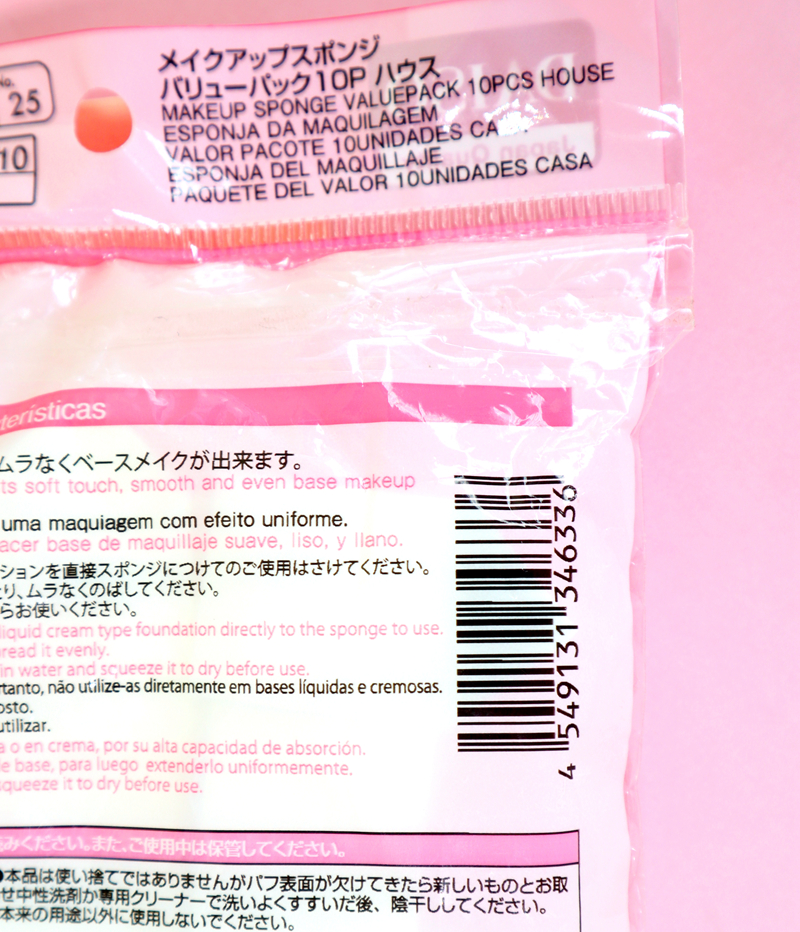 No.
25
10
メイクアップスポンジ
バリューパック10P ハウス
MAKEUP SPONGE VALUEPACK 10PCS HOUSE
ESPONJA DA MAQUILAGEM
VALOR PACOTE 10UNIDADES
ESPONJA DEL MAQUILLAJE
PAQUETE DEL VALOR 10UNIDADES CASA
terísticas
ムラなくベースメイクが出来ます。
ts soft touch, smooth and even base makeup
uma maquiagem com efeito uniforme.
acer base de maquillaje suave, liso, y llano.
ションを直接スポンジにつけてのご使用はさけてください。
り、ムラなくのばしてください。
らお使いください。
liquid cream type foundation directly to the sponge to use.
read it evenly.
in water and squeeze it to dry before use.
rtanto, não utilize-as diretamente em bases líquidas e cremosas.
osto.
utilizar.
a o en crema, por su alta capacidad de absorción.
e base, para luego extenderlo uniformemente.
squeeze it to dry before use.
4 549131 346336
みください。また、ご使用中は保管してください。
●本品は使い捨てではありませんがパフ表面が欠けてきたら新しいものとお取
せ中性洗剤か専用クリーナーで洗いよくすすいだ後、陰干ししてください。
本来の用途以外に使用しないでください。